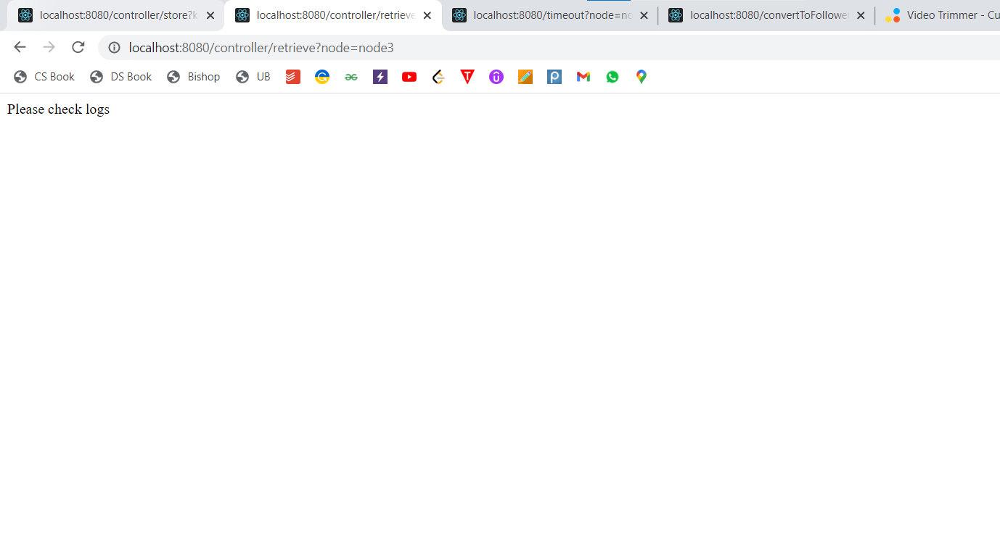 localhost:8080/controller/store?k localhost:8080/controller/retrieve localhost:8080/timeout?node=no localhost:8080/convertToFollower Video Trimmer - Cu
localhost:8080/controller/retrieve?node=node3
CS Book DS Book Bishop UB
Please check logs